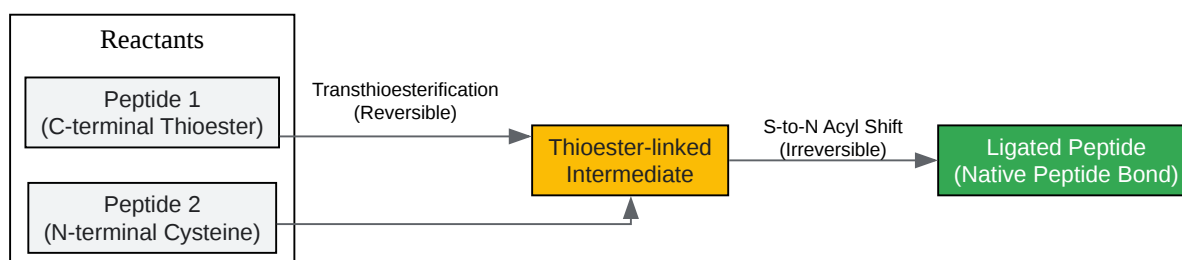 Reactants
Peptide 1
(C-terminal Thioester)
Transthioesterification
(Reversible)
Thioester-linked
Intermediate
S-to-N Acyl Shift
(Irreversible)
Ligated Peptide
(Native Peptide Bond)
Peptide 2
(N-terminal Cysteine)